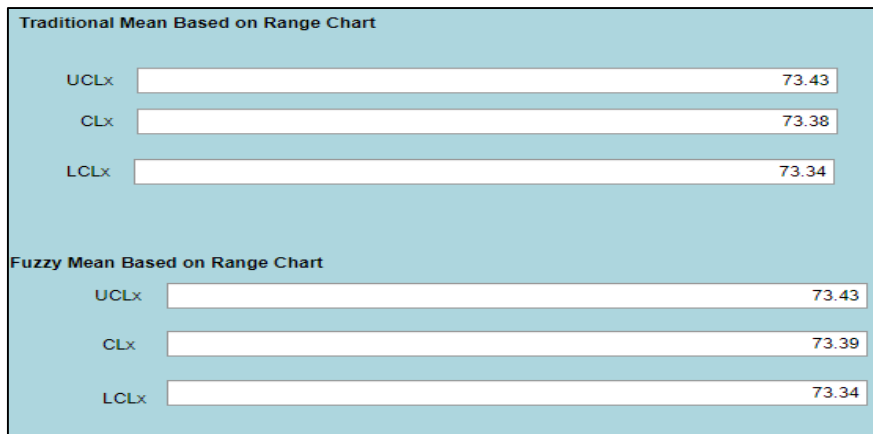 Traditional Mean Based on Range Chart
UCLx 73.43
CLx 73.38
LCLx 73.34
Fuzzy Mean Based on Range Chart
UCLx 73.43
CLx 73.39
LCLx 73.34